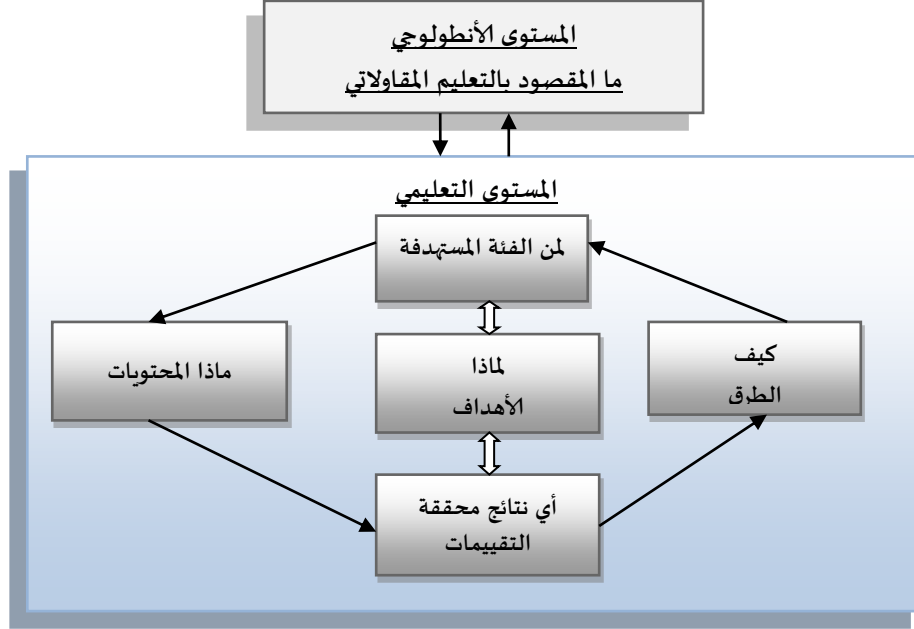 المستوى الأنطولوجي
ما المقصود بالتعليم المقاولاتي
المستوى التعليمي
لمن الفئة المستهدفة
كيف
الطرق
لماذا
الأهداف
ماذا المحتويات
أي نتائج محققة
التقييمات